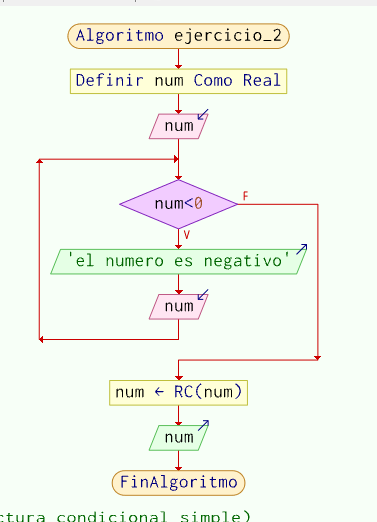 Algoritmo ejercicio_2
Definir num Como Real
num
num<0
F
V
'el numero es negativo'
num
num ← RC(num)
num
FinAlgoritmo
ctura condicional simple)